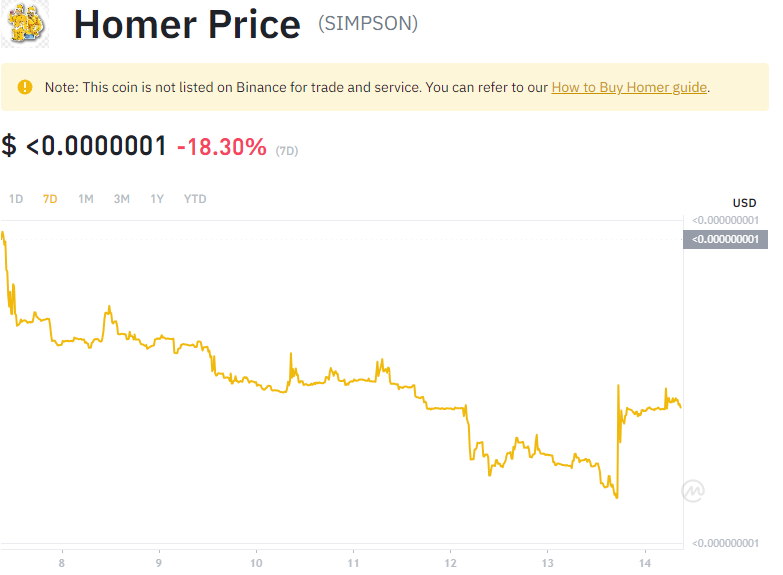 Homer Price (SIMPSON)
Note: This coin is not listed on Binance for trade and service. You can refer to our How to Buy Homer guide.
$ <0.0000001 -18.30% (7D)
1D 7D 1M 3M 1Y YTD
USD
<0.000000001
<0.000000001
<0.000000001
8 9 10 11 12 13 14